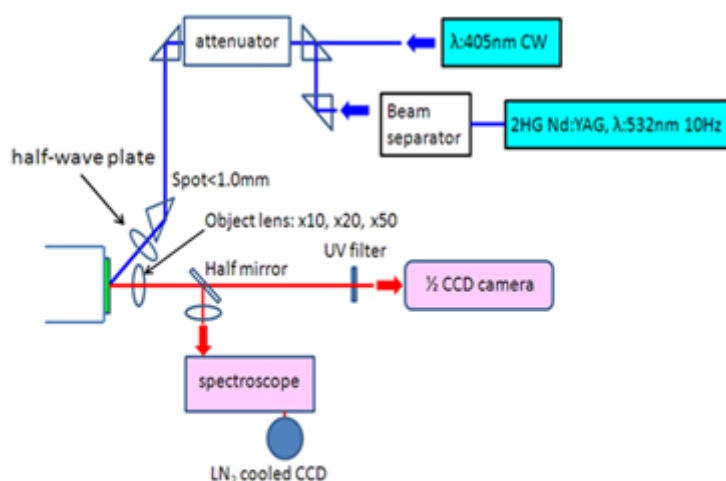 attenuator
λ:405nm CW
Beam
separator
2HG Nd:YAG, λ:532nm 10Hz
half-wave plate
Spot<1.0mm
Object lens: x10, x20, x50
UV filter
Half mirror
½ CCD camera
spectroscope
LN₂ cooled CCD